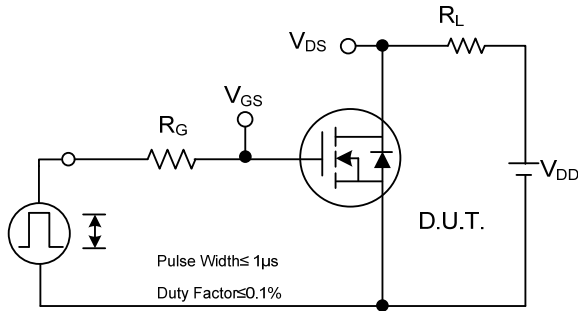 R_L
V_DS
V_GS
R_G
V_DD
D.U.T.
Pulse Width≤ 1μs
Duty Factor≤0.1%